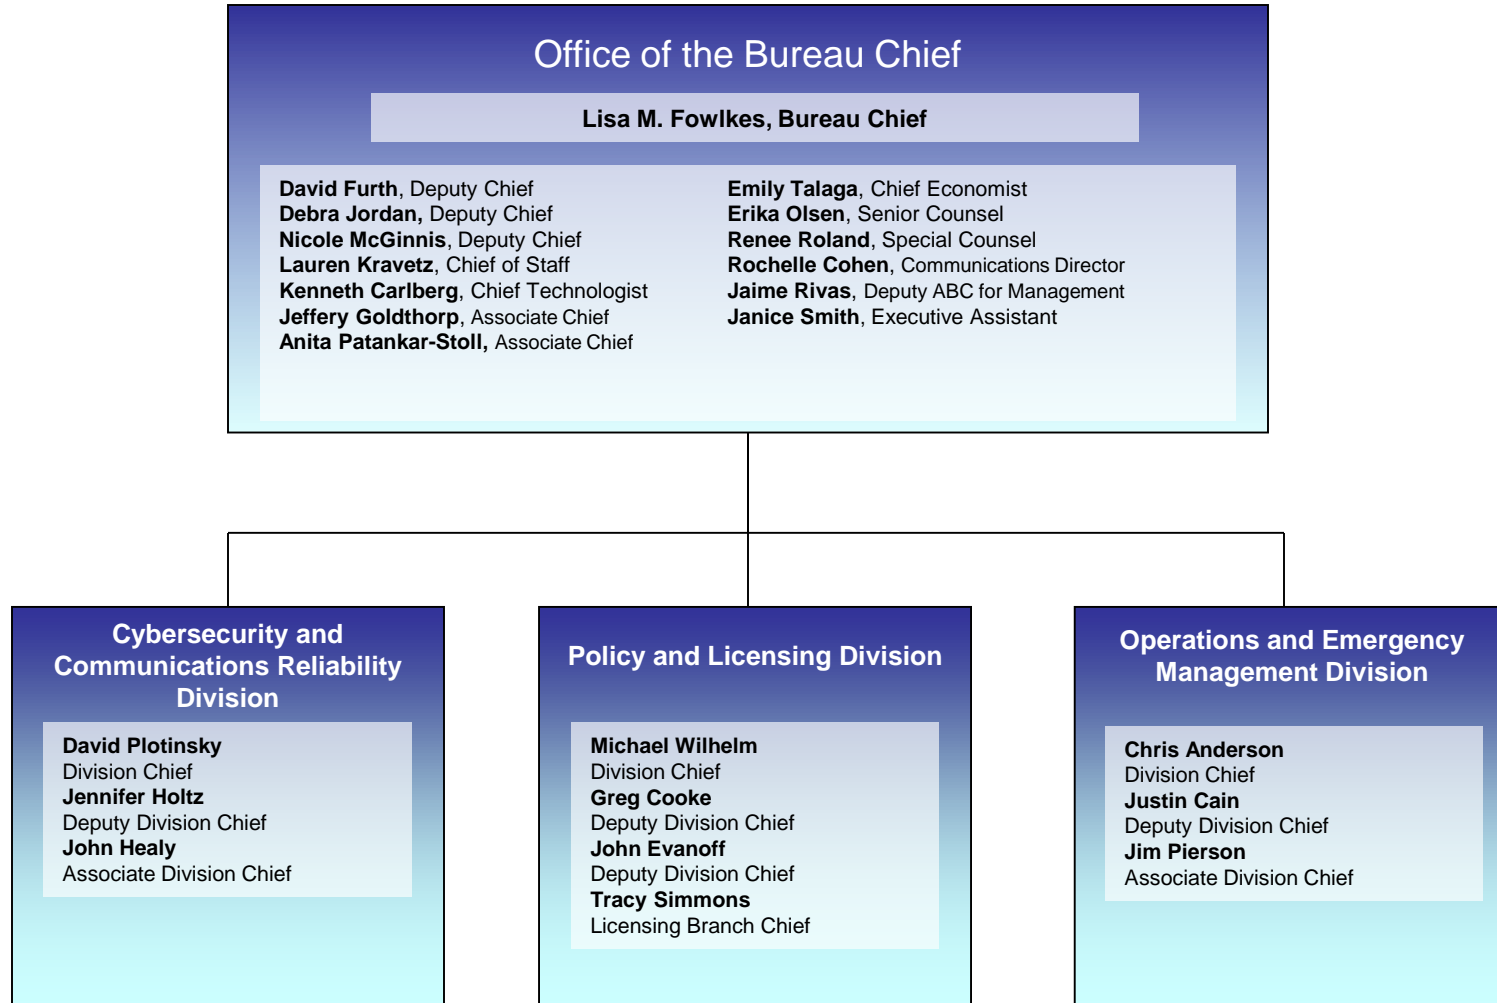 Office of the Bureau Chief
Lisa M. Fowlkes, Bureau Chief
David Furth, Deputy Chief
Debra Jordan, Deputy Chief
Nicole McGinnis, Deputy Chief
Lauren Kravetz, Chief of Staff
Kenneth Carlberg, Chief Technologist
Jeffery Goldthorp, Associate Chief
Anita Patankar-Stoll, Associate Chief
Emily Talaga, Chief Economist
Erika Olsen, Senior Counsel
Renee Roland, Special Counsel
Rochelle Cohen, Communications Director
Jaime Rivas, Deputy ABC for Management
Janice Smith, Executive Assistant
Cybersecurity and
Communications Reliability
Division
David Plotinsky
Division Chief
Jennifer Holtz
Deputy Division Chief
John Healy
Associate Division Chief
Policy and Licensing Division
Michael Wilhelm
Division Chief
Greg Cooke
Deputy Division Chief
John Evanoff
Deputy Division Chief
Tracy Simmons
Licensing Branch Chief
Operations and Emergency
Management Division
Chris Anderson
Division Chief
Justin Cain
Deputy Division Chief
Jim Pierson
Associate Division Chief